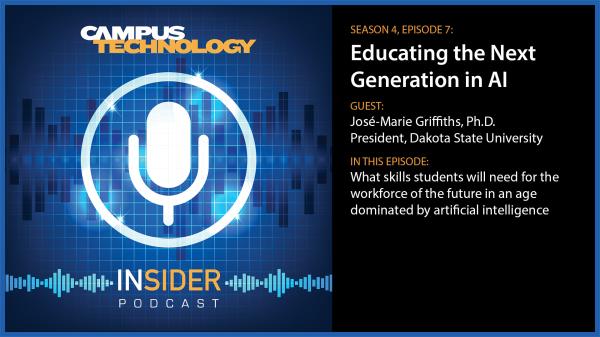 CAMPUS
TECHNOLOGY
INSIDER
PODCAST
SEASON 4, EPISODE 7:
Educating the Next
Generation in AI
GUEST:
José-Marie Griffiths, Ph.D.
President, Dakota State University
IN THIS EPISODE:
What skills students will need for the
workforce of the future in an age
dominated by artificial intelligence